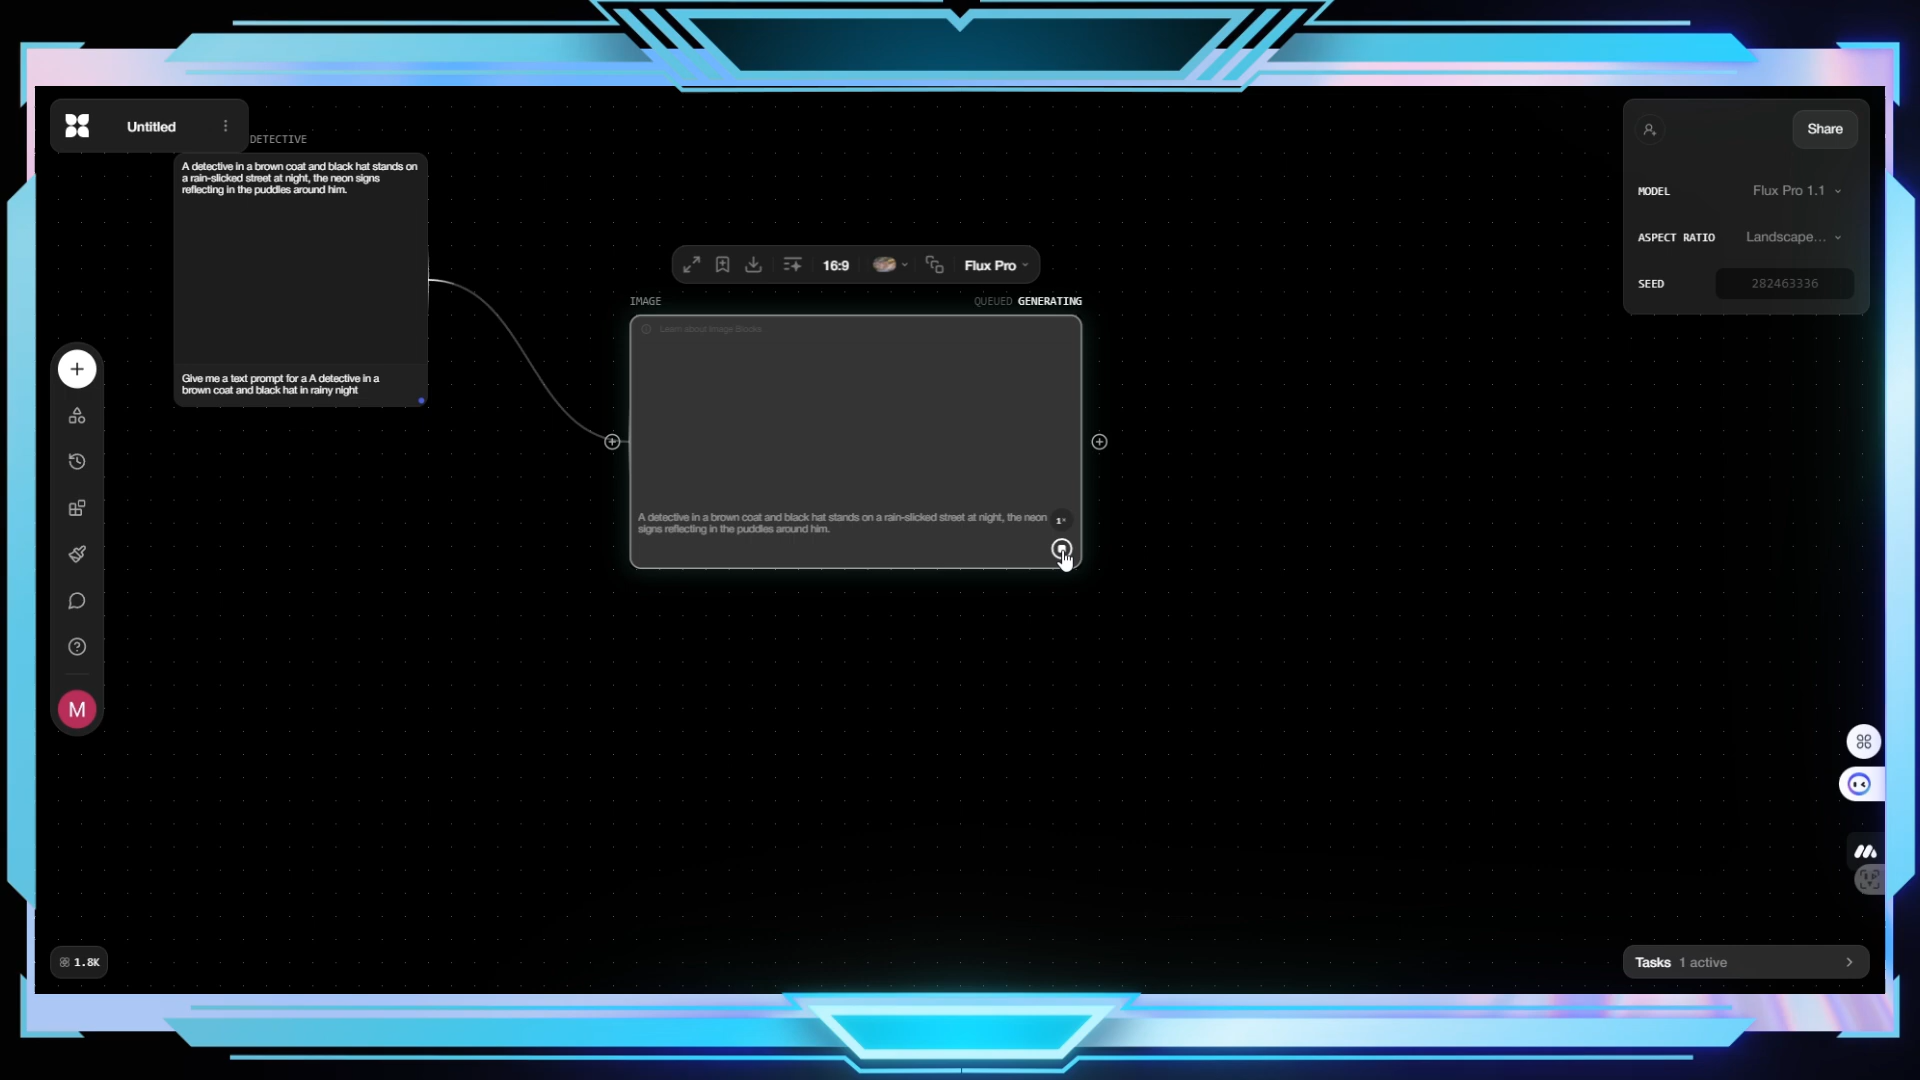 Untitled
DETECTIVE
A detective in a brown coat and black hat stands on
a rain-slicked street at night, the neon signs
reflecting in the puddles around him.
Give me a text prompt for a A detective in a
brown coat and black hat in rainy night
16:9
Flux Pro
IMAGE
QUEUED GENERATING
Learn about Image Blocks
A detective in a brown coat and black hat stands on a rain-slicked street at night, the neon
signs reflecting in the puddles around him.
Share
MODEL
Flux Pro 1.1
ASPECT RATIO
Landscape...
SEED
282463336
M
1.8K
Tasks 1 active